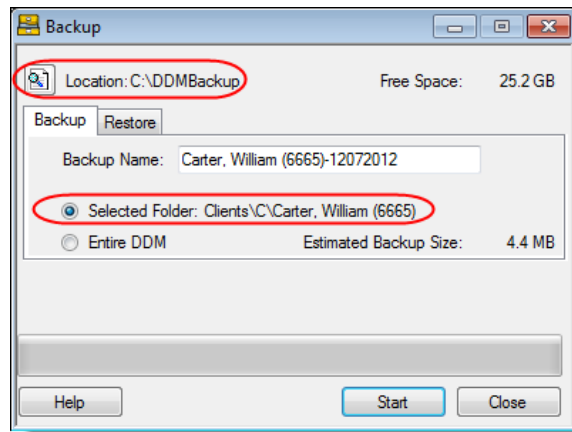 Backup
Location: C:\DDMBackup Free Space: 25.2 GB
Backup Restore
Backup Name: Carter, William (6665)-12072012
Selected Folder: Clients\C\Carter, William (6665)
Entire DDM Estimated Backup Size: 4.4 MB
Help Start Close